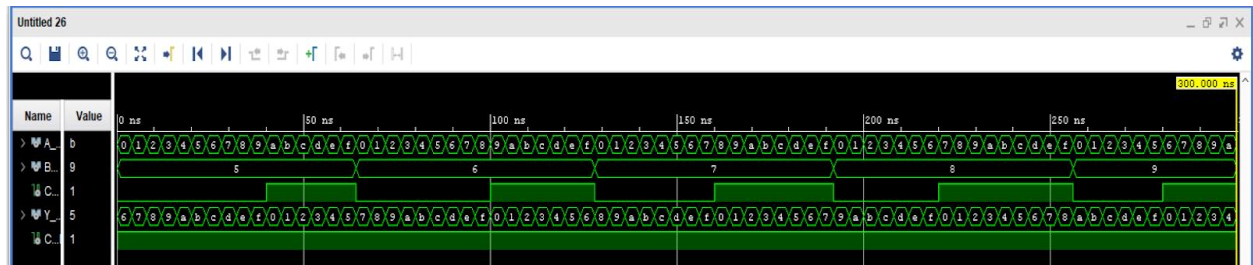 Untitled 26
300.000 ns
Name Value 0 ns 50 ns 100 ns 150 ns 200 ns 250 ns
A_... b 0 1 2 3 4 5 6 7 8 9 a b c d e f 0 1 2 3 4 5 6 7 8 9 a b c d e f 0 1 2 3 4 5 6 7 8 9 a b c d e f 0 1 2 3 4 5 6 7 8 9 a b c d e f 0 1 2 3 4 5 6 7 8 9 a
B... 9 5 6 7 8 9
C... 1
Y_... 5 6 7 8 9 a b c d e f 0 1 2 3 4 5 7 8 9 a b c d e f 0 1 2 3 4 5 6 8 9 a b c d e f 0 1 2 3 4 5 6 7 9 a b c d e f 0 1 2 3 4 5 6 7 8 a b c d e f 0 1 2 3 4
C... 1